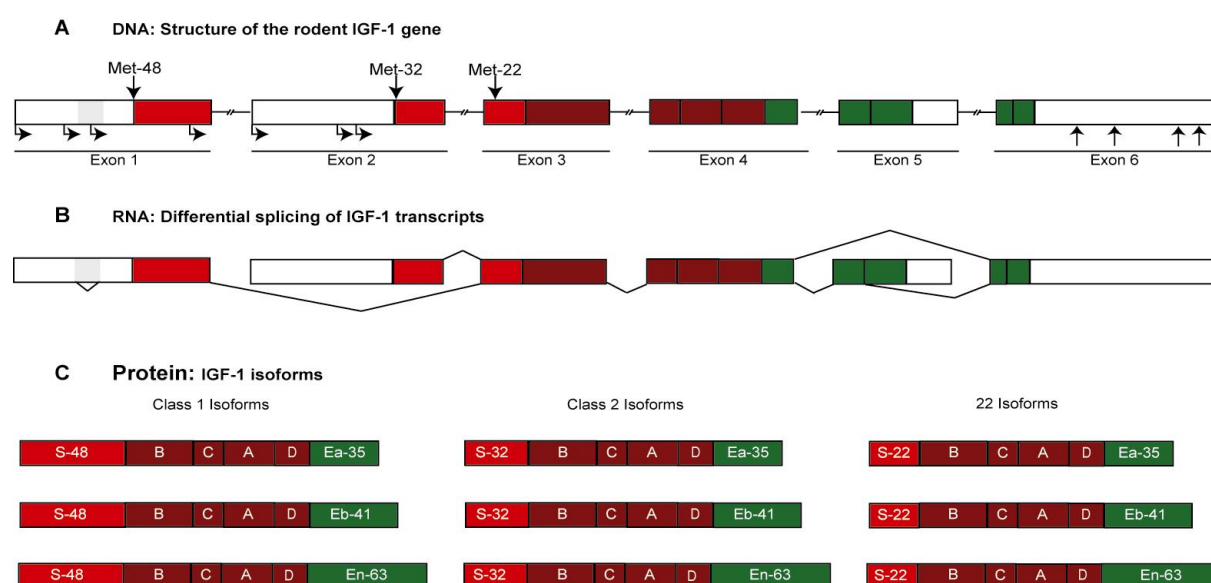 A DNA: Structure of the rodent IGF-1 gene
Met-48 Met-32 Met-22
Exon 1 Exon 2 Exon 3 Exon 4 Exon 5 Exon 6
B RNA: Differential splicing of IGF-1 transcripts
C Protein: IGF-1 isoforms
Class 1 Isoforms Class 2 Isoforms 22 Isoforms
S-48 B C A D Ea-35 S-32 B C A D Ea-35 S-22 B C A D Ea-35
S-48 B C A D Eb-41 S-32 B C A D Eb-41 S-22 B C A D Eb-41
S-48 B C A D En-63 S-32 B C A D En-63 S-22 B C A D En-63